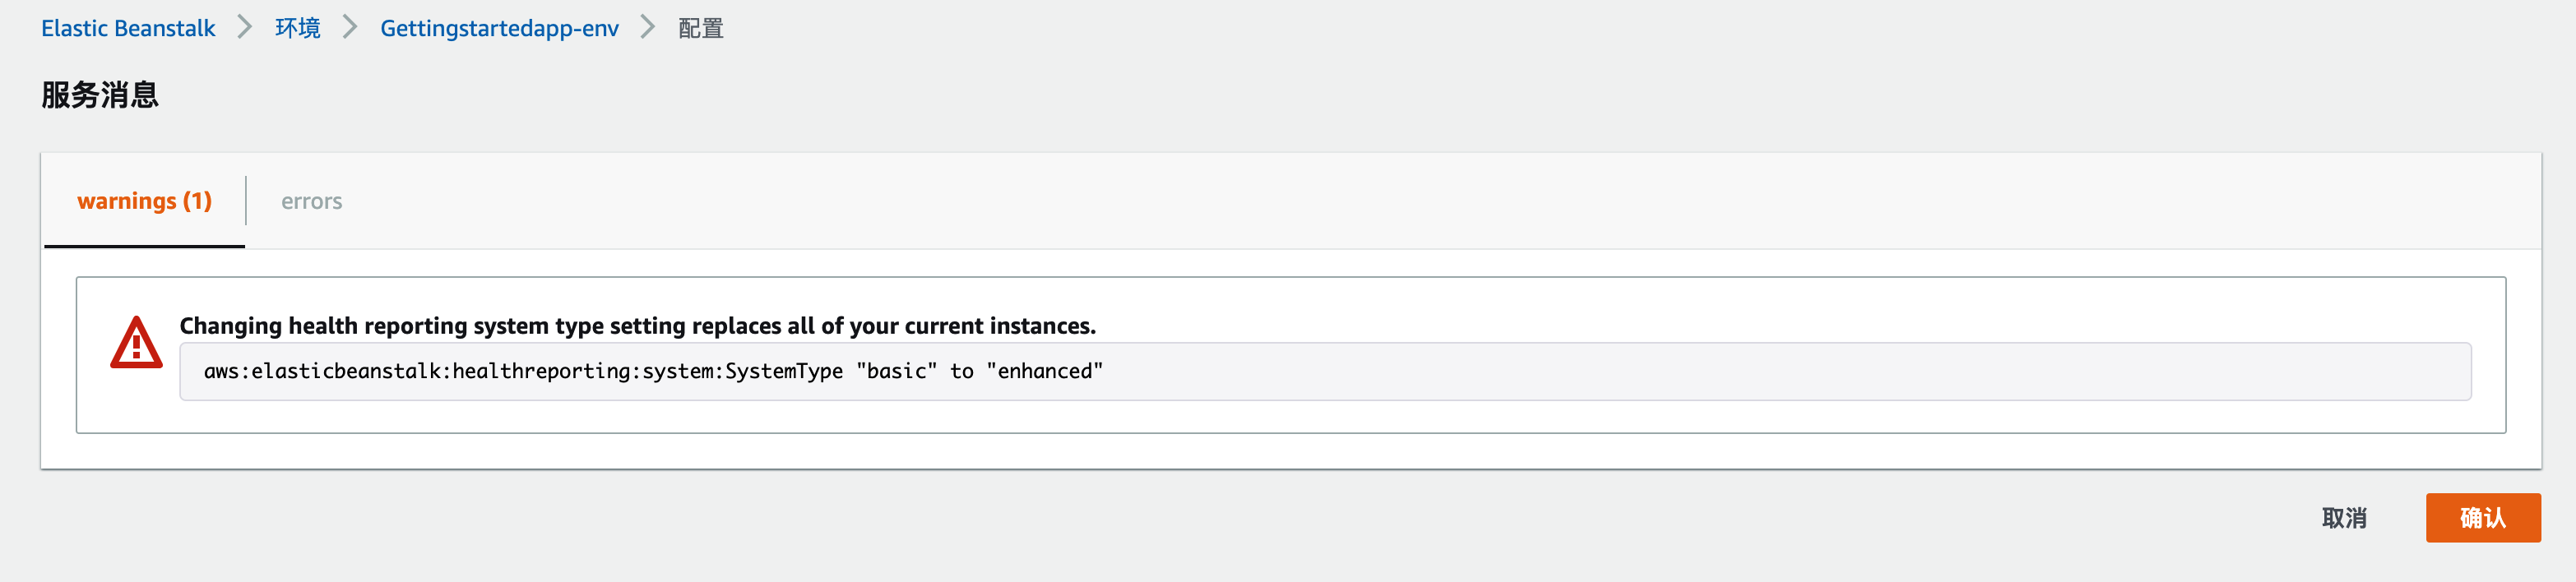 Elastic Beanstalk > 环境 > Gettingstartedapp-env > 配置
服务消息
warnings (1) errors
Changing health reporting system type setting replaces all of your current instances.
aws:elasticbeanstalk:healthreporting:system:SystemType "basic" to "enhanced"
取消 确认